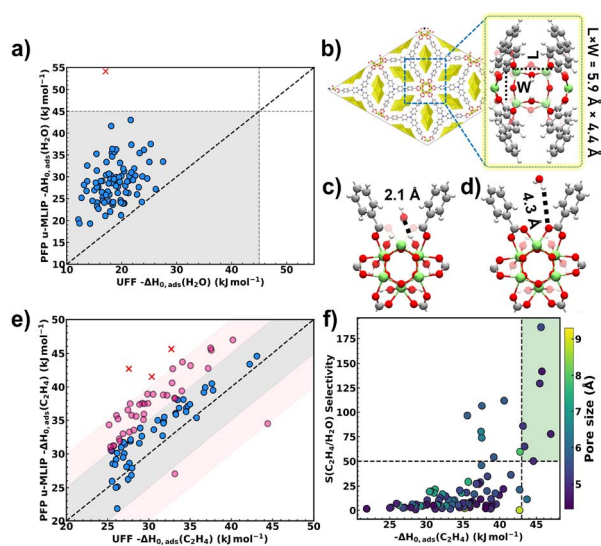 a)
PFP u-MLIP -ΔH0,ads(H2O) (kJ mol−1)
55
50
45
40
35
30
25
20
15
10
10 20 30 40 50
UFF -ΔH0,ads(H2O) (kJ mol−1)
b)
L
W
L×W = 5.9 Å × 4.4 Å
c)
2.1 Å
d)
4.3 Å
e)
PFP u-MLIP -ΔH0,ads(C2H4) (kJ mol−1)
50
45
40
35
30
25
20
20 25 30 35 40 45 50
UFF -ΔH0,ads(C2H4) (kJ mol−1)
f)
S(C2H4/H2O) Selectivity
175
150
125
100
75
50
25
0
25 30 35 40 45
-ΔH0,ads(C2H4) (kJ mol−1)
9
8
7
6
5
Pore size (Å)